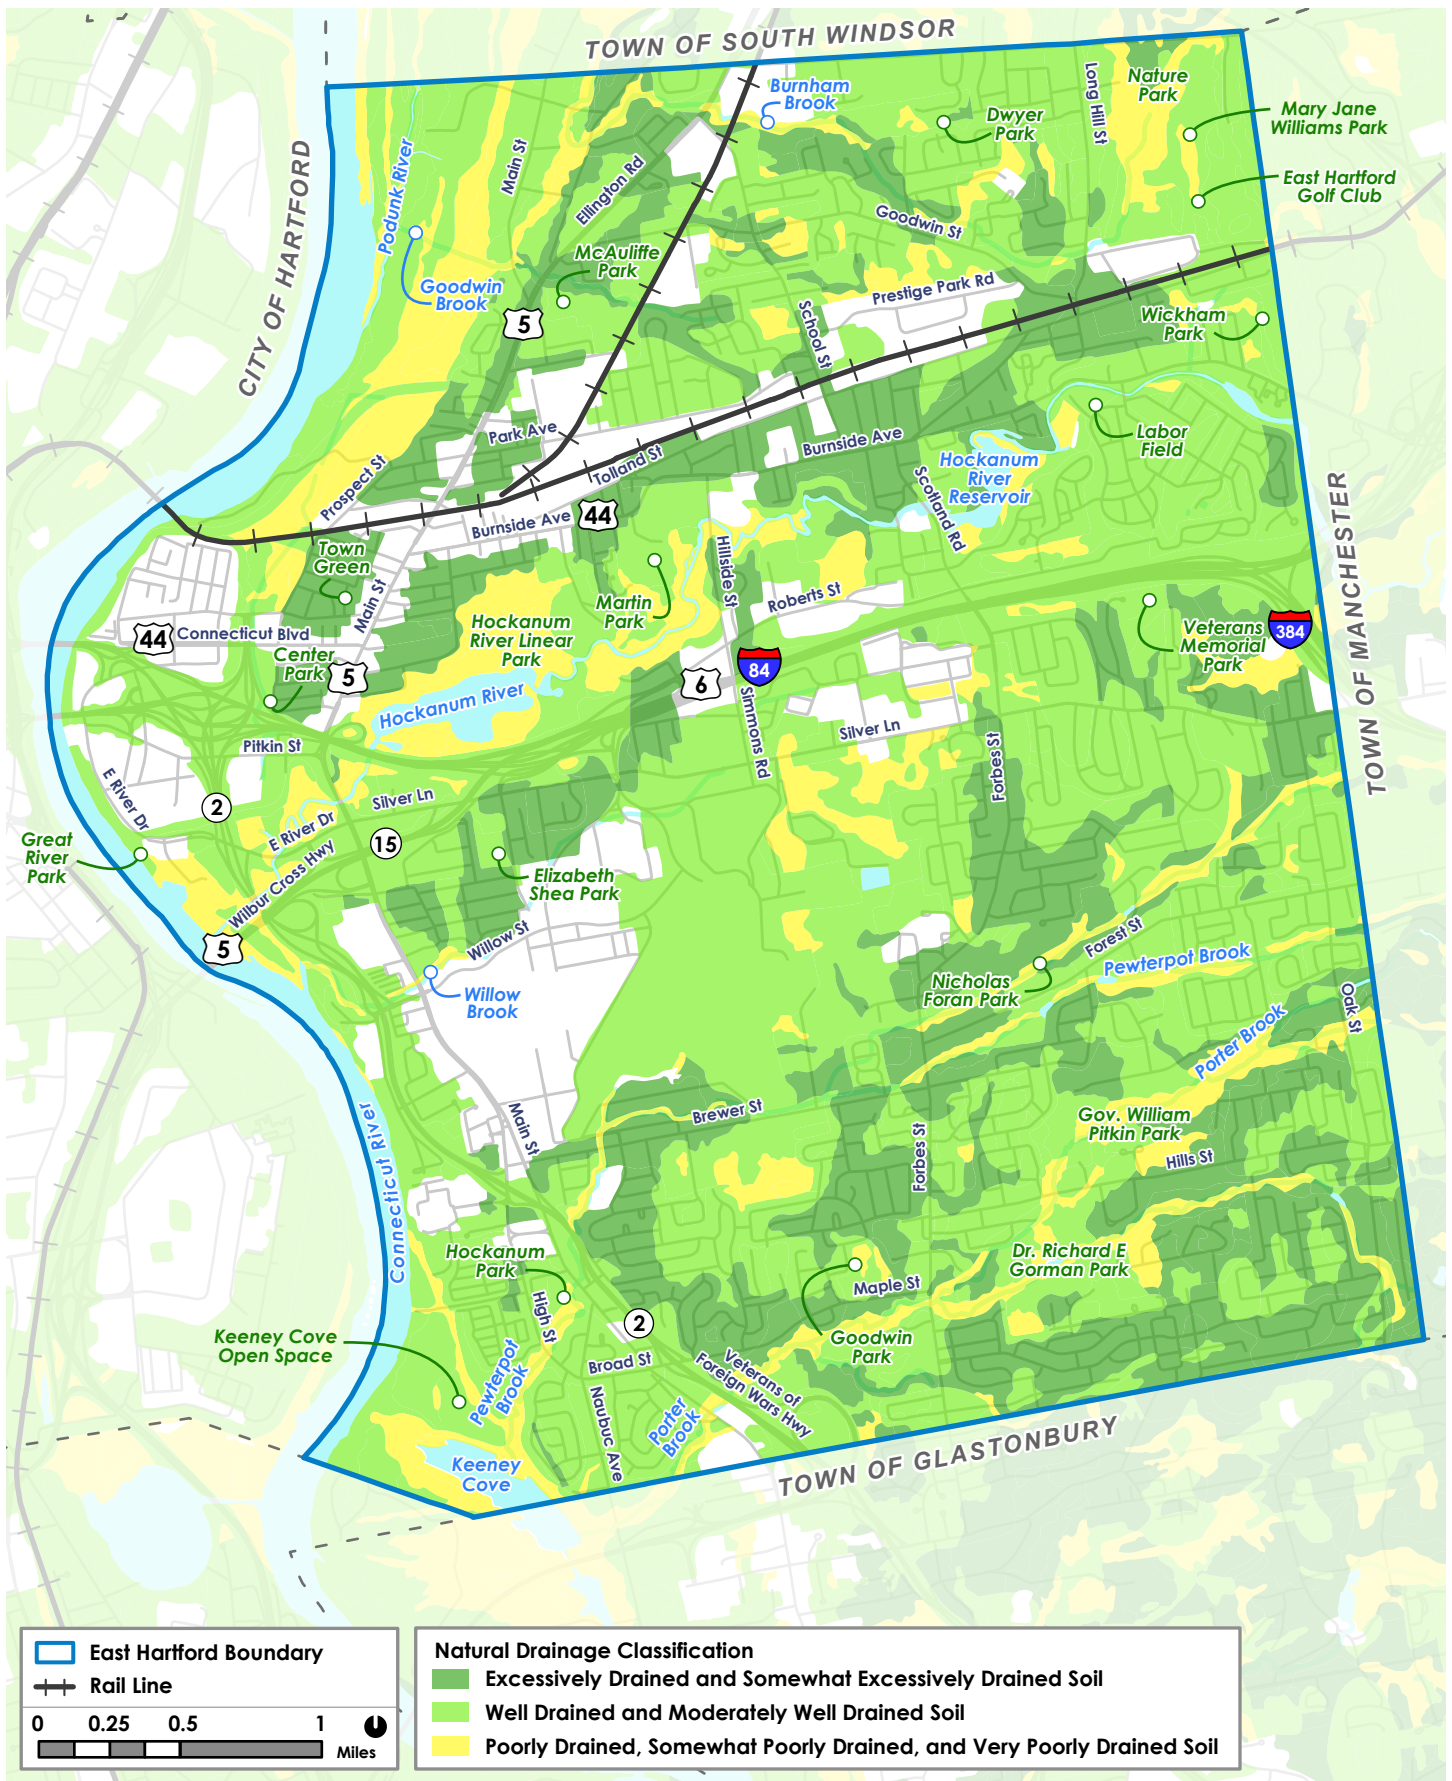 TOWN OF SOUTH WINDSOR
Burnham
Brook
Dwyer
Park
Long Hill St
Nature
Park
Mary Jane
Williams Park
East Hartford
Golf Club
CITY OF HARTFORD
Podunk River
Main St
Ellington Rd
Goodwin St
McAuliffe
Park
Goodwin
Brook
5
Prestige Park Rd
School St
Wickham
Park
Park Ave
Tolland St
Burnside Ave
Labor
Field
Hockanum
River
Reservoir
Scotland Rd
Prospect St
Burnside Ave
44
Town
Green
Main St
Hillside St
Roberts St
Martin
Park
Hockanum
River Linear
Park
44
Connecticut Blvd
Center
Park
5
Hockanum River
6
84
Veterans
Memorial
Park
384
TOWN OF MANCHESTER
Simmons Rd
Silver Ln
Forbes St
Pitkin St
E River Dr
2
Silver Ln
E River Dr
15
Great
River
Park
Wilbur Cross Hwy
Elizabeth
Shea Park
5
Willow St
Willow
Brook
Forest St
Nicholas
Foran Park
Pewterpot Brook
Oak St
Porter Brook
Connecticut River
Main St
Brewer St
Forbes St
Gov. William
Pitkin Park
Hills St
Hockanum
Park
High St
Dr. Richard E
Gorman Park
Maple St
Goodwin
Park
2
Keeney Cove
Open Space
Pewterpot
Brook
Broad St
Veterans of
Foreign Wars Hwy
Naubuc Ave
Porter
Brook
Keeney
Cove
TOWN OF GLASTONBURY
East Hartford Boundary
Rail Line
0 0.25 0.5 1
Miles
Natural Drainage Classification
Excessively Drained and Somewhat Excessively Drained Soil
Well Drained and Moderately Well Drained Soil
Poorly Drained, Somewhat Poorly Drained, and Very Poorly Drained Soil